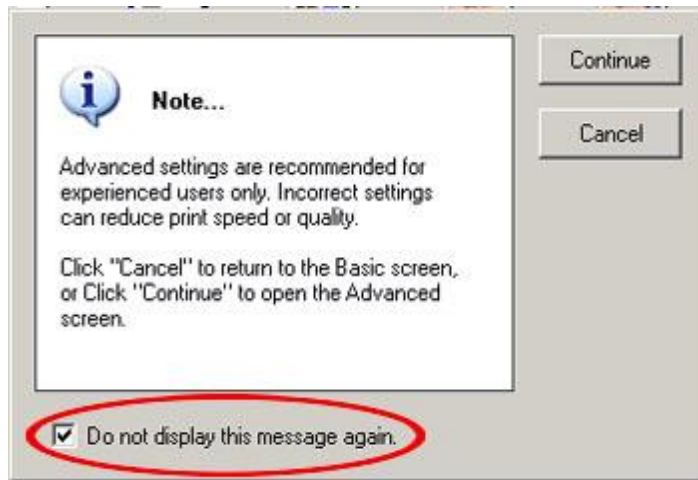 Note...
Continue
Cancel
Advanced settings are recommended for
experienced users only. Incorrect settings
can reduce print speed or quality.
Click "Cancel" to return to the Basic screen,
or Click "Continue" to open the Advanced
screen.
Do not display this message again.